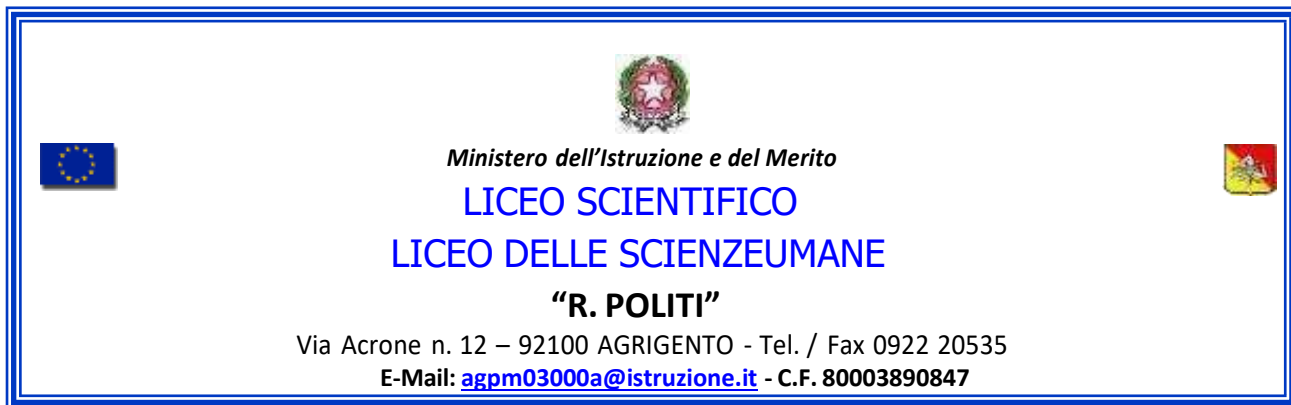 Ministero dell’Istruzione e del Merito
LICEO SCIENTIFICO
LICEO DELLE SCIENZEUMANE
“R. POLITI”
Via Acrone n. 12 – 92100 AGRIGENTO - Tel. / Fax 0922 20535
E-Mail: agpm03000a@istruzione.it - C.F. 80003890847